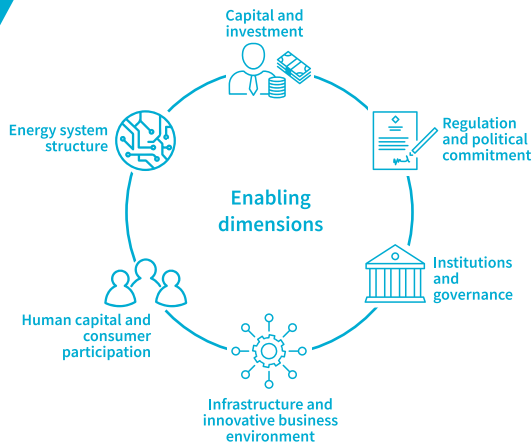 Capital and
investment
Regulation
and political
commitment
Institutions
and
governance
Infrastructure and
innovative business
environment
Human capital and
consumer
participation
Energy system
structure
Enabling
dimensions